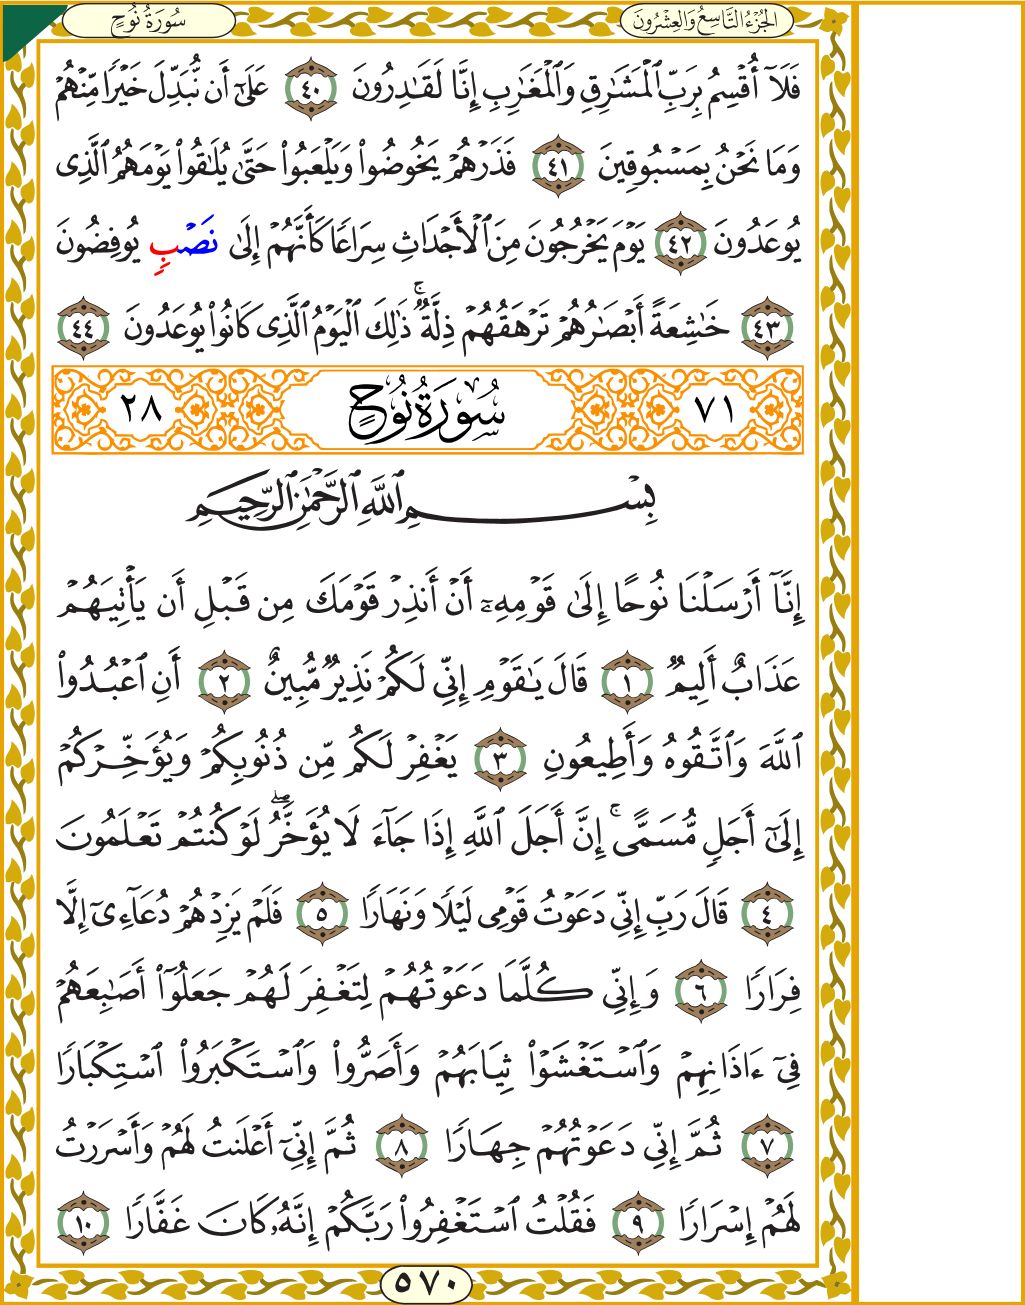 سُورَةُ نُوحٍ
الجُزْءُ التَّاسِعُ وَالعِشْرُونَ
فَلَآ أُقْسِمُ بِرَبِّ ٱلْمَشَٰرِقِ وَٱلْمَغَٰرِبِ إِنَّا لَقَٰدِرُونَ ٤٠ عَلَىٰٓ أَن نُّبَدِّلَ خَيْرًا مِّنْهُمْ
وَمَا نَحْنُ بِمَسْبُوقِينَ ٤١ فَذَرْهُمْ يَخُوضُوا۟ وَيَلْعَبُوا۟ حَتَّىٰ يُلَٰقُوا۟ يَوْمَهُمُ ٱلَّذِى
يُوعَدُونَ ٤٢ يَوْمَ يَخْرُجُونَ مِنَ ٱلْأَجْدَاثِ سِرَاعًا كَأَنَّهُمْ إِلَىٰ نَصْبٍ يُوفِضُونَ
٤٣ خَٰشِعَةً أَبْصَٰرُهُمْ تَرْهَقُهُمْ ذِلَّةٌ ۚ ذَٰلِكَ ٱلْيَوْمُ ٱلَّذِى كَانُوا۟ يُوعَدُونَ ٤٤
٧١ سُورَةُ نُوحٍ ٢٨
بِسْمِ ٱللَّهِ ٱلرَّحْمَٰنِ ٱلرَّحِيمِ
إِنَّآ أَرْسَلْنَا نُوحًا إِلَىٰ قَوْمِهِۦٓ أَنْ أَنذِرْ قَوْمَكَ مِن قَبْلِ أَن يَأْتِيَهُمْ
عَذَابٌ أَلِيمٌ ١ قَالَ يَٰقَوْمِ إِنِّى لَكُمْ نَذِيرٌ مُّبِينٌ ٢ أَنِ ٱعْبُدُوا۟
ٱللَّهَ وَٱتَّقُوهُ وَأَطِيعُونِ ٣ يَغْفِرْ لَكُم مِّن ذُنُوبِكُمْ وَيُؤَخِّرْكُمْ
إِلَىٰٓ أَجَلٍ مُّسَمًّى ۚ إِنَّ أَجَلَ ٱللَّهِ إِذَا جَآءَ لَا يُؤَخَّرُ ۖ لَوْ كُنتُمْ تَعْلَمُونَ
٤ قَالَ رَبِّ إِنِّى دَعَوْتُ قَوْمِى لَيْلًا وَنَهَارًا ٥ فَلَمْ يَزِدْهُمْ دُعَآءِىٓ إِلَّا
فِرَارًا ٦ وَإِنِّى كُلَّمَا دَعَوْتُهُمْ لِتَغْفِرَ لَهُمْ جَعَلُوٓا۟ أَصَٰبِعَهُمْ
فِىٓ ءَاذَانِهِمْ وَٱسْتَغْشَوْا۟ ثِيَابَهُمْ وَأَصَرُّوا۟ وَٱسْتَكْبَرُوا۟ ٱسْتِكْبَارًا
٧ ثُمَّ إِنِّى دَعَوْتُهُمْ جِهَارًا ٨ ثُمَّ إِنِّىٓ أَعْلَنتُ لَهُمْ وَأَسْرَرْتُ
لَهُمْ إِسْرَارًا ٩ فَقُلْتُ ٱسْتَغْفِرُوا۟ رَبَّكُمْ إِنَّهُۥ كَانَ غَفَّارًا ١٠
٥٧٠